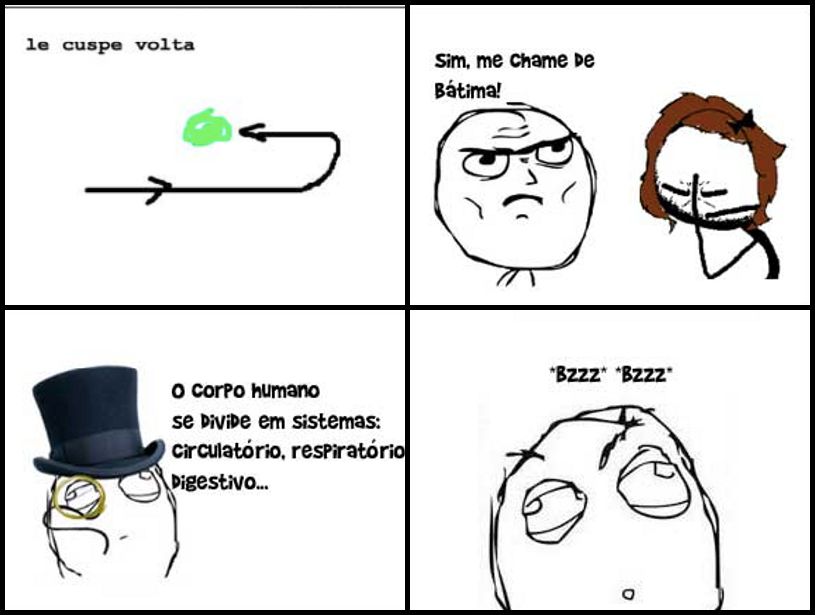 le cuspe volta
Sim, me chame de
Bátima!
O corpo humano
se divide em sistemas:
circulatório, respiratório
digestivo...
*Bzzz* *Bzzz*